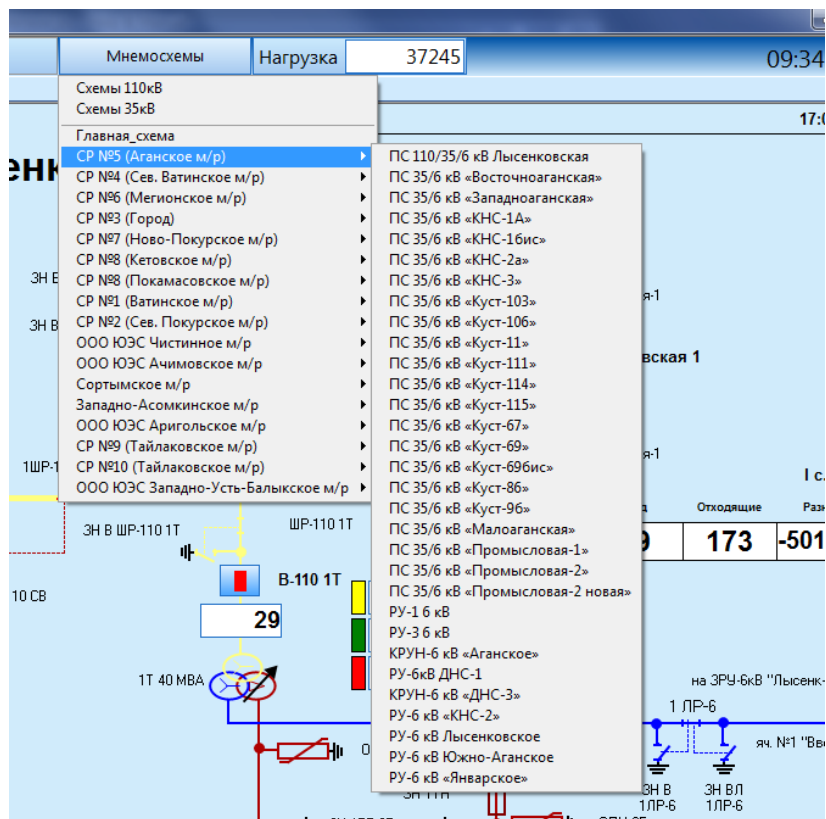 Мнемосхемы
Нагрузка
37245
09:34
Схемы 110кВ
Схемы 35кВ
Главная_схема
СР №5 (Аганское м/р)
СР №4 (Сев. Ватинское м/р)
СР №6 (Мегионское м/р)
СР №3 (Город)
СР №7 (Ново-Покурское м/р)
СР №8 (Кетовское м/р)
СР №8 (Покамасовское м/р)
СР №1 (Ватинское м/р)
СР №2 (Сев. Покурское м/р)
ООО ЮЭС Чистинное м/р
ООО ЮЭС Ачимовское м/р
Сортымское м/р
Западно-Асомкинское м/р
ООО ЮЭС Аригольское м/р
СР №9 (Тайлаковское м/р)
СР №10 (Тайлаковское м/р)
ООО ЮЭС Западно-Усть-Балыкское м/р
ПС 110/35/6 кВ Лысенковская
ПС 35/6 кВ «Восточноаганская»
ПС 35/6 кВ «Западноаганская»
ПС 35/6 кВ «КНС-1А»
ПС 35/6 кВ «КНС-1бис»
ПС 35/6 кВ «КНС-2а»
ПС 35/6 кВ «КНС-3»
ПС 35/6 кВ «Куст-103»
ПС 35/6 кВ «Куст-106»
ПС 35/6 кВ «Куст-11»
ПС 35/6 кВ «Куст-111»
ПС 35/6 кВ «Куст-114»
ПС 35/6 кВ «Куст-115»
ПС 35/6 кВ «Куст-67»
ПС 35/6 кВ «Куст-69»
ПС 35/6 кВ «Куст-69бис»
ПС 35/6 кВ «Куст-86»
ПС 35/6 кВ «Куст-96»
ПС 35/6 кВ «Малоаганская»
ПС 35/6 кВ «Промысловая-1»
ПС 35/6 кВ «Промысловая-2»
ПС 35/6 кВ «Промысловая-2 новая»
РУ-1 6 кВ
РУ-3 6 кВ
КРУН-6 кВ «Аганское»
РУ-6кВ ДНС-1
КРУН-6 кВ «ДНС-3»
РУ-6 кВ «КНС-2»
РУ-6 кВ Лысенковское
РУ-6 кВ Южно-Аганское
РУ-6 кВ «Январское»
17:0
енк
ЗН В
ЗН В
я-1
вская 1
я-1
1ШР-1
I с.
Отходящие
Разн
9
173
-501
ЗН В ШР-110 1Т
ШР-110 1Т
В-110 1Т
10 СВ
29
1Т 40 МВА
на ЗРУ-6кВ "Лысенк-
1 ЛР-6
яч. №1 "Вв
ЗН В
1ЛР-6
ЗН ВЛ
1ЛР-6